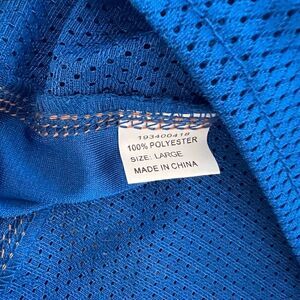 193400418
100% POLYESTER
SIZE: LARGE
MADE IN CHINA